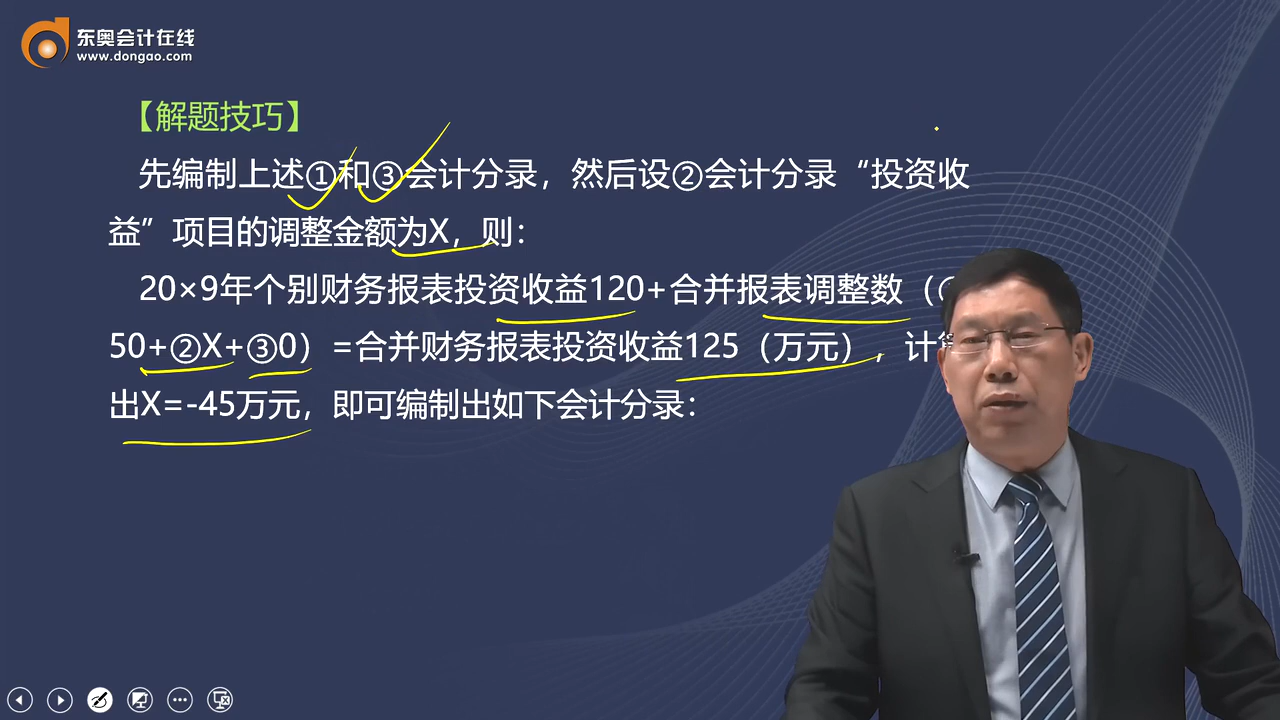 东奥会计在线
www.dongao.com
【解题技巧】
先编制上述①和③会计分录，然后设②会计分录“投资收
益”项目的调整金额为X，则：
20×9年个别财务报表投资收益120+合并报表调整数（
50+②X+③0）=合并财务报表投资收益125（万元），计
出X=-45万元，即可编制出如下会计分录：